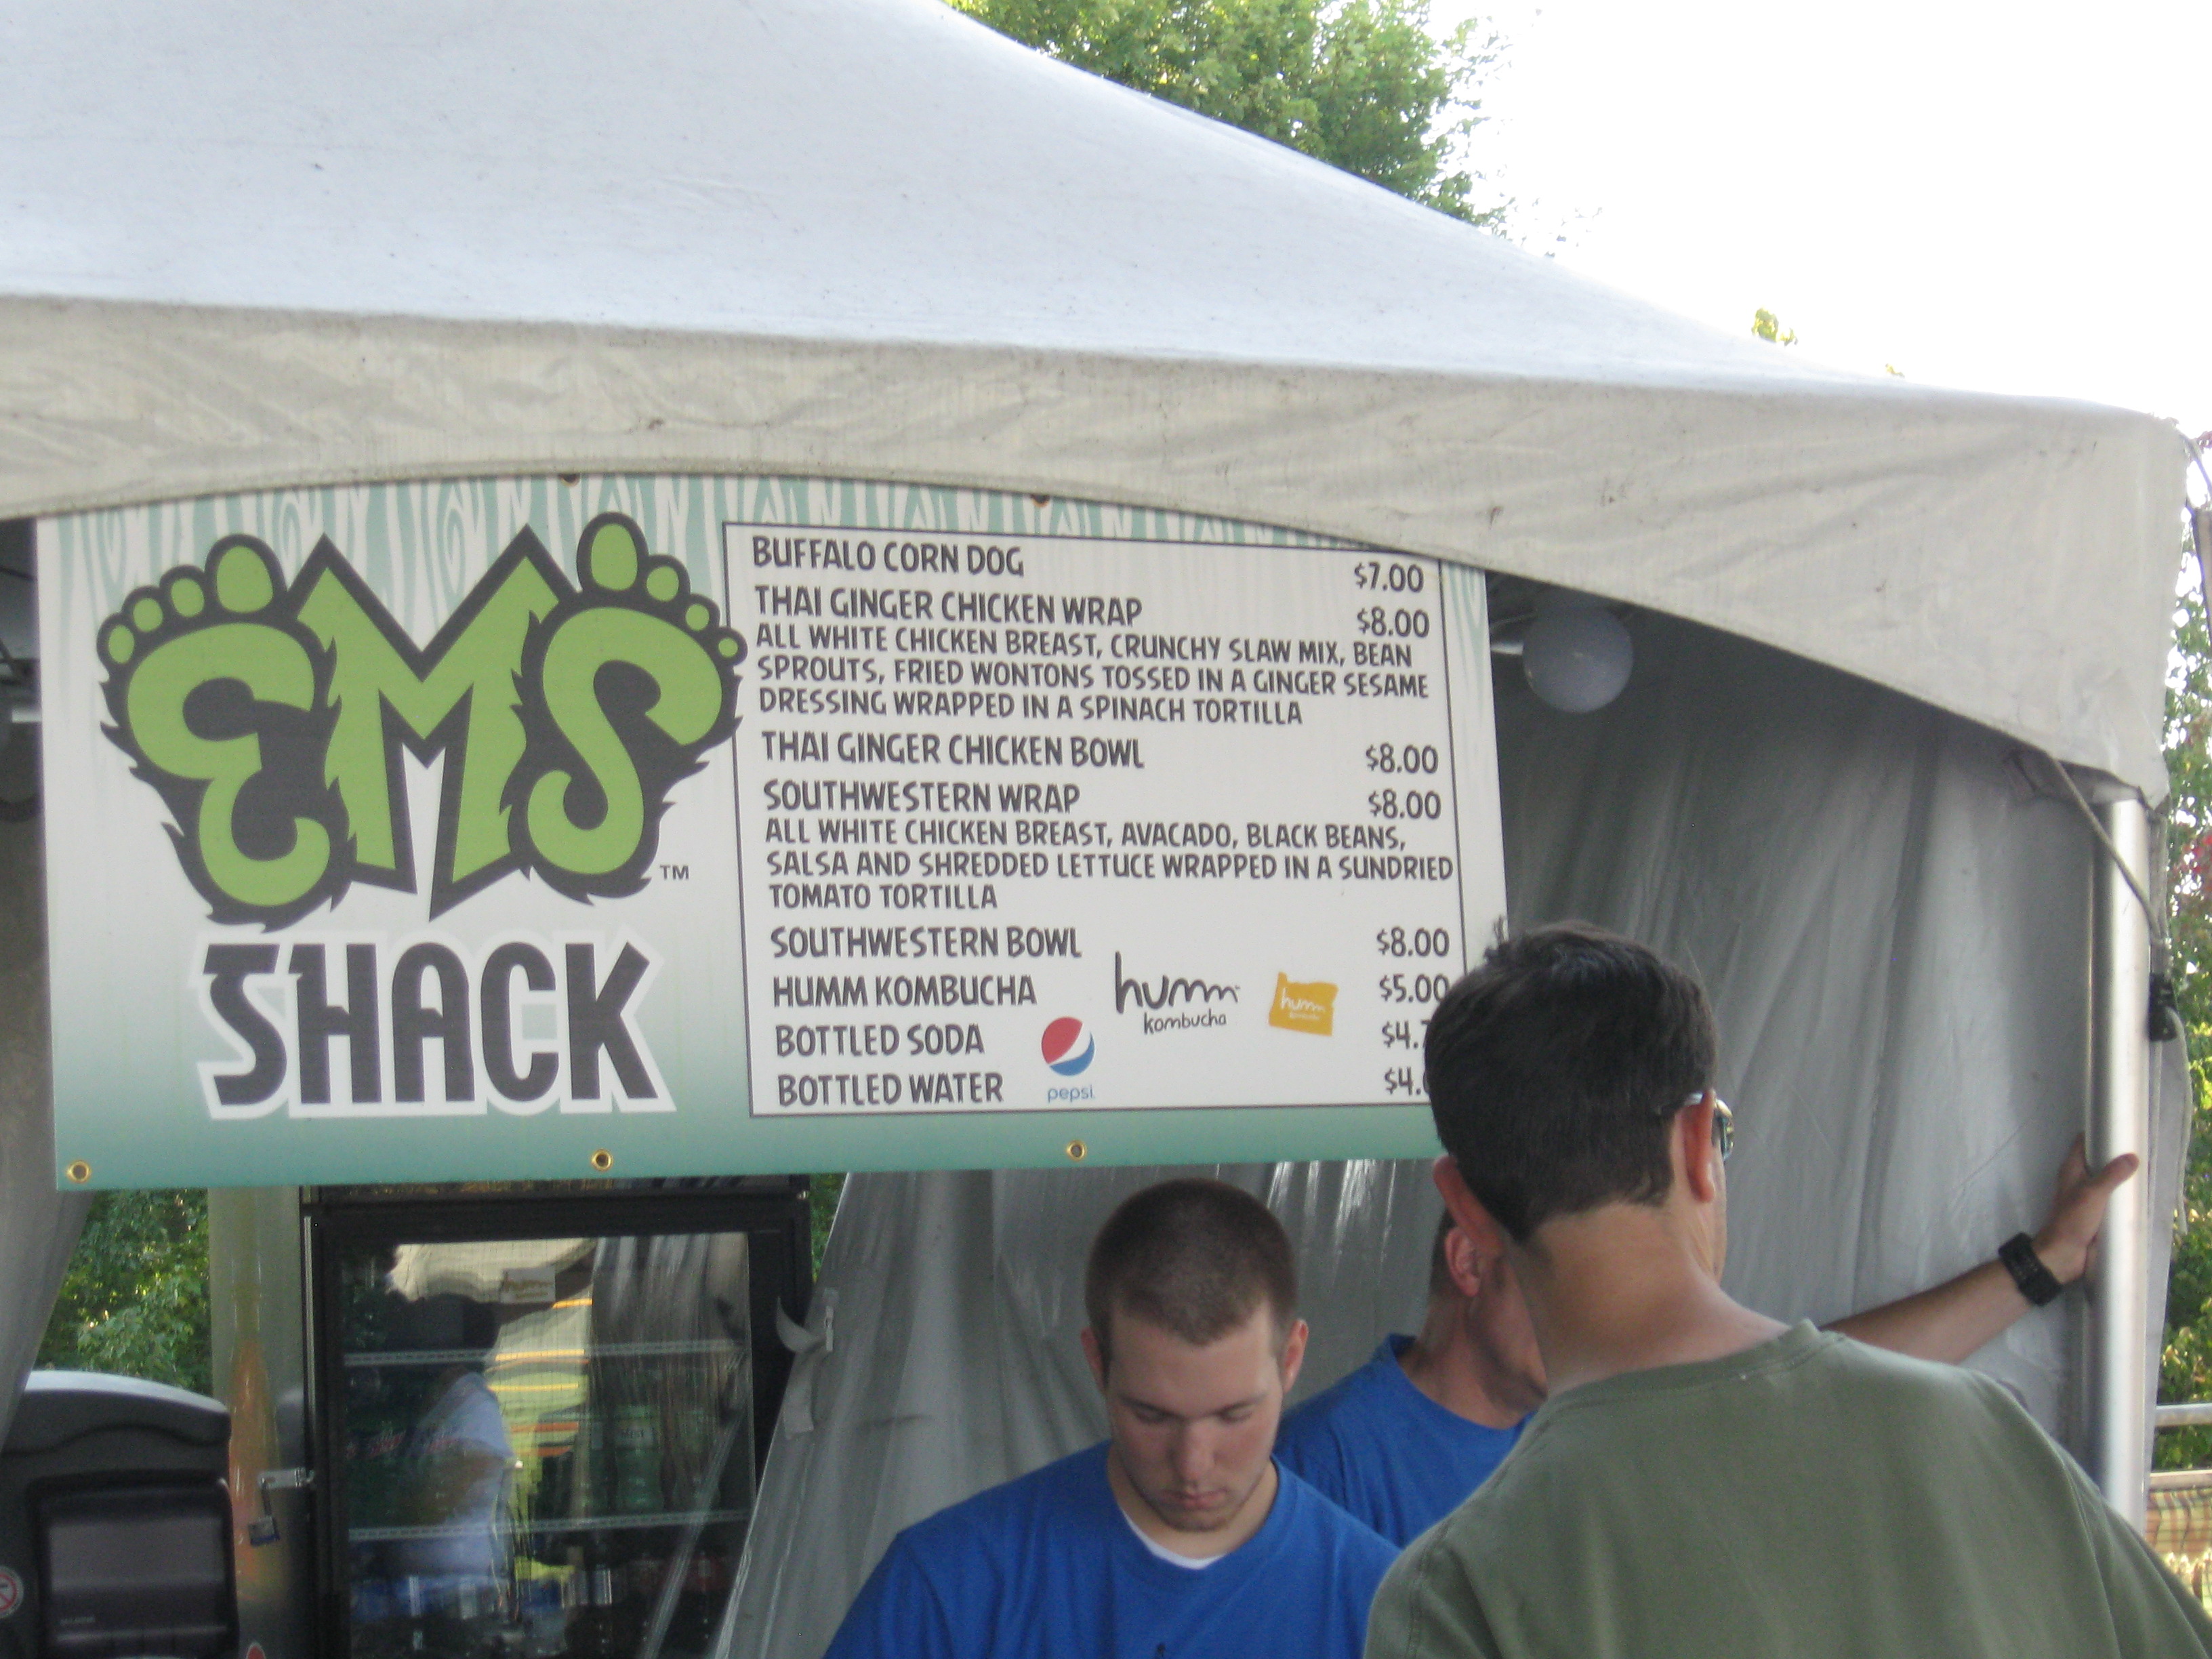 EMS
TM
SHACK
BUFFALO CORN DOG $7.00
THAI GINGER CHICKEN WRAP $8.00
ALL WHITE CHICKEN BREAST, CRUNCHY SLAW MIX, BEAN
SPROUTS, FRIED WONTONS TOSSED IN A GINGER SESAME
DRESSING WRAPPED IN A SPINACH TORTILLA
THAI GINGER CHICKEN BOWL $8.00
SOUTHWESTERN WRAP $8.00
ALL WHITE CHICKEN BREAST, AVACADO, BLACK BEANS,
SALSA AND SHREDDED LETTUCE WRAPPED IN A SUNDRIED
TOMATO TORTILLA
SOUTHWESTERN BOWL $8.00
HUMM KOMBUCHA humm kombucha humm $5.00
BOTTLED SODA
BOTTLED WATER pepsi